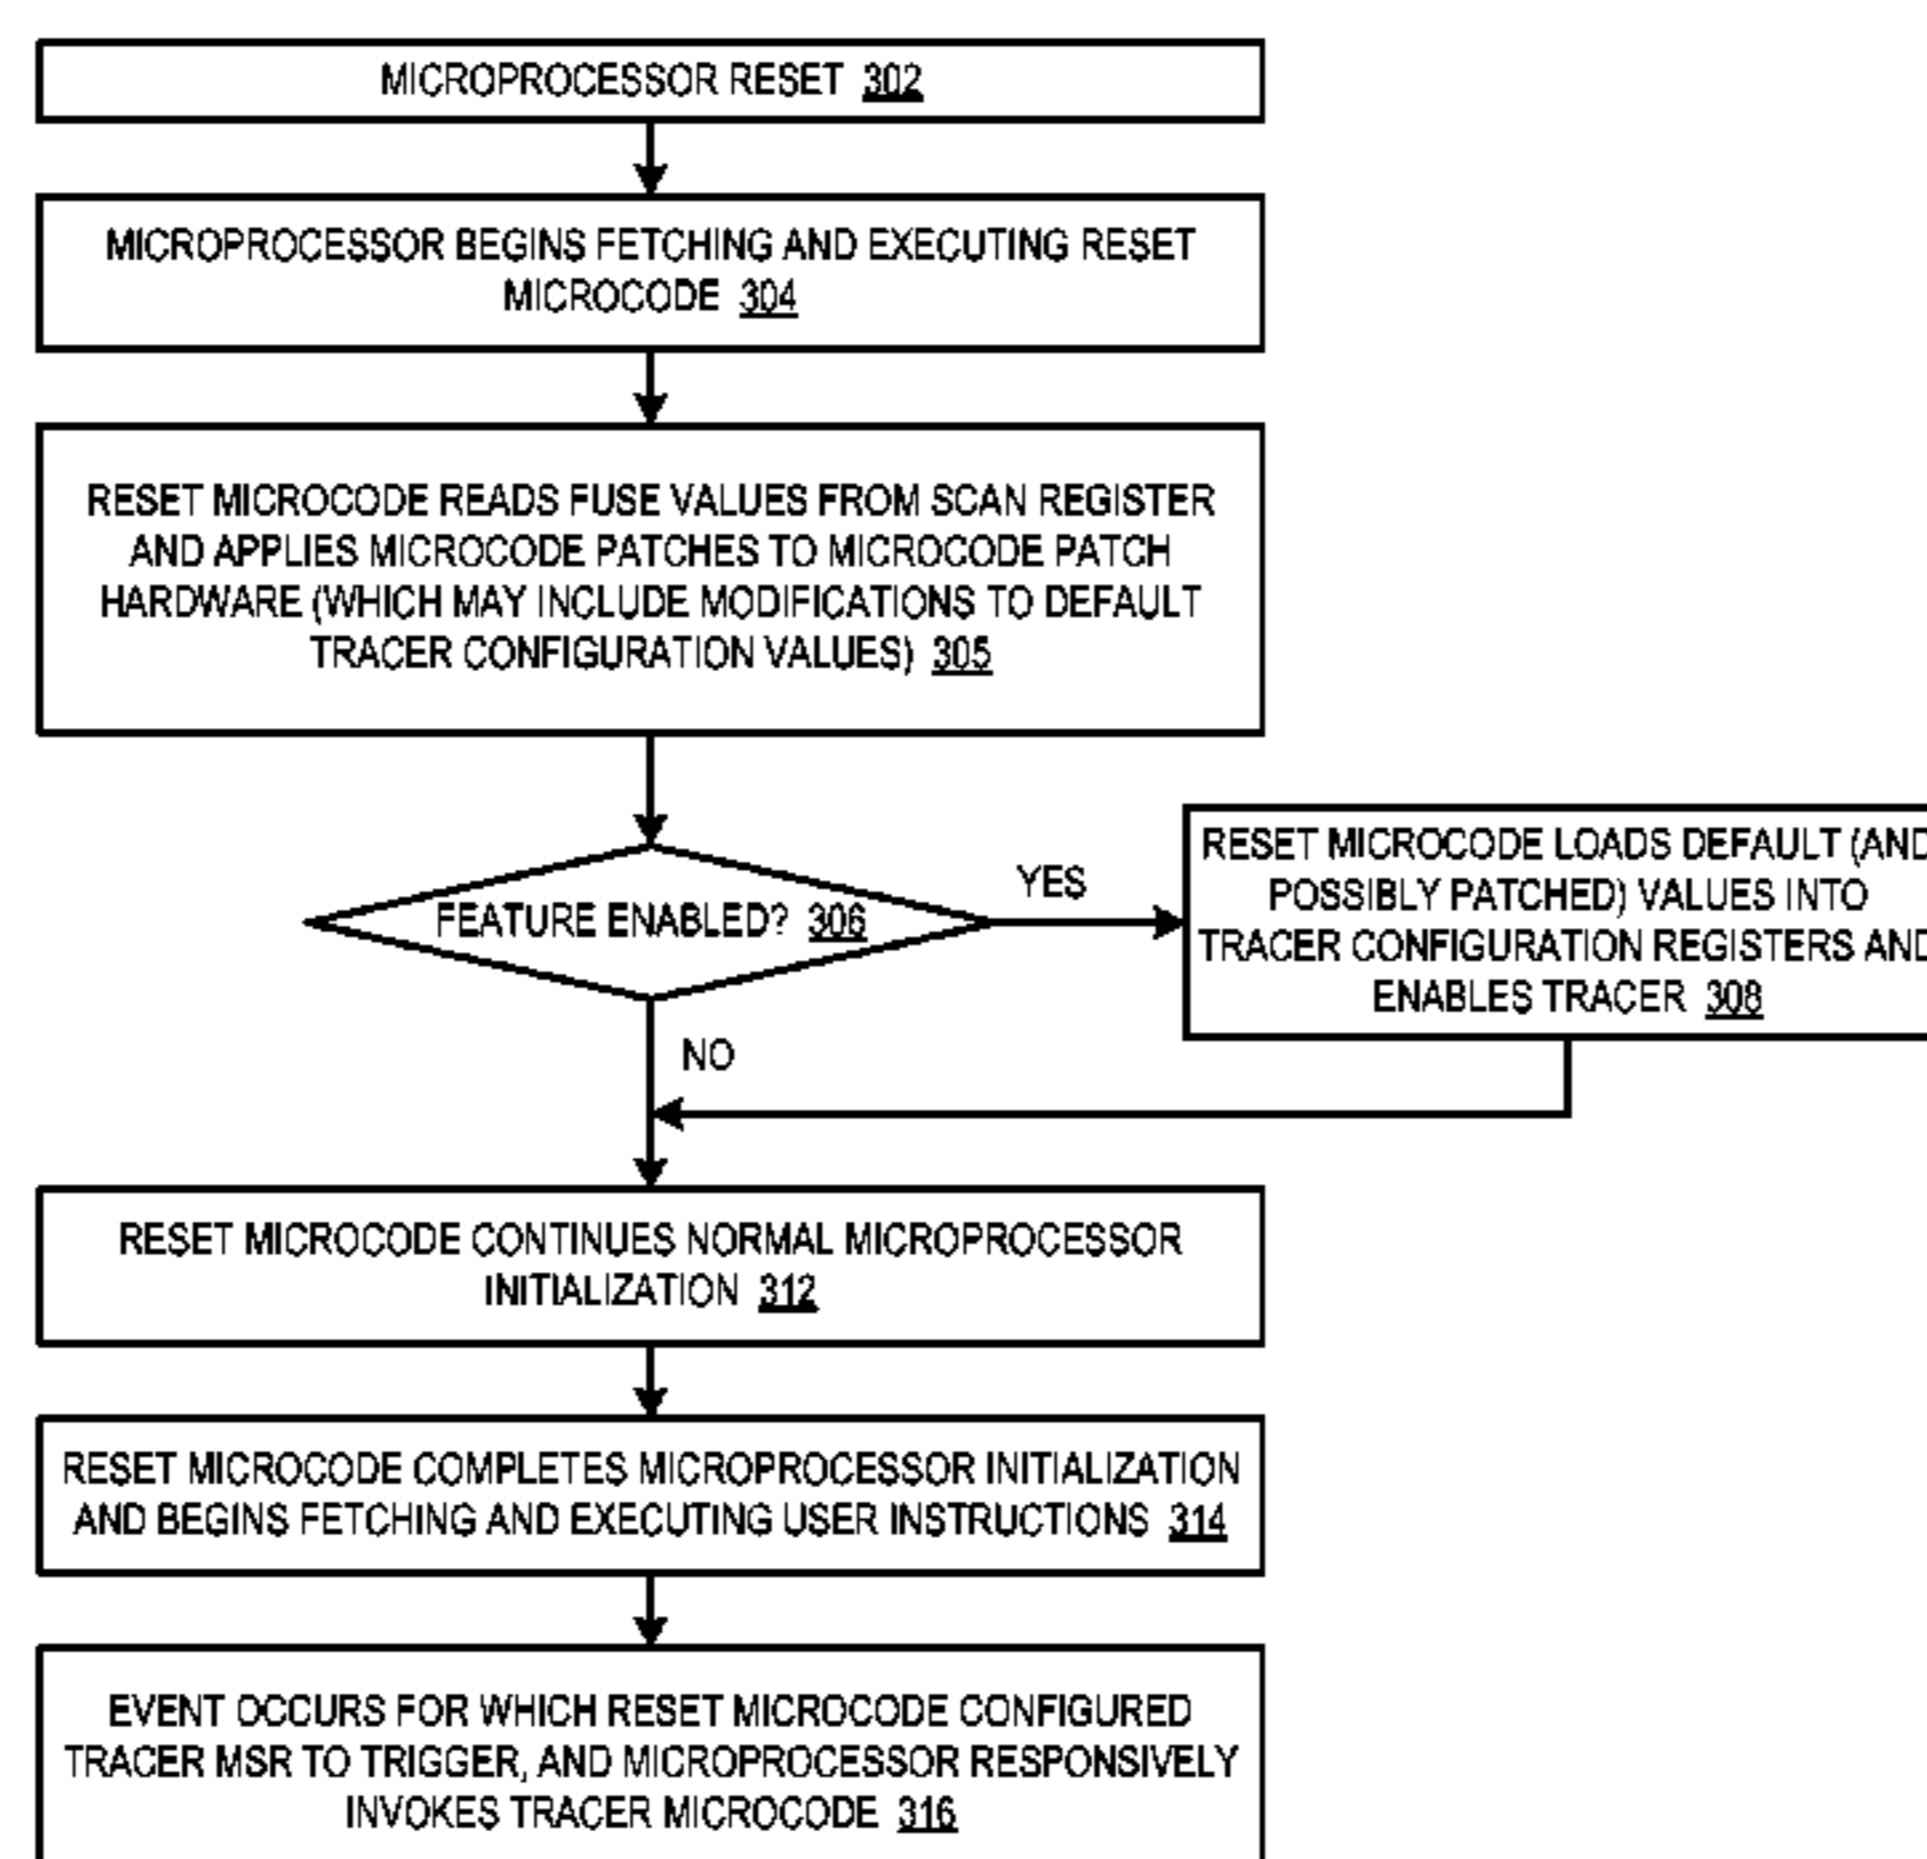 MICROPROCESSOR RESET 302
MICROPROCESSOR BEGINS FETCHING AND EXECUTING RESET
MICROCODE 304
RESET MICROCODE READS FUSE VALUES FROM SCAN REGISTER
AND APPLIES MICROCODE PATCHES TO MICROCODE PATCH
HARDWARE (WHICH MAY INCLUDE MODIFICATIONS TO DEFAULT
TRACER CONFIGURATION VALUES) 305
FEATURE ENABLED? 306
YES
RESET MICROCODE LOADS DEFAULT (AND
POSSIBLY PATCHED) VALUES INTO
TRACER CONFIGURATION REGISTERS AND
ENABLES TRACER 308
NO
RESET MICROCODE CONTINUES NORMAL MICROPROCESSOR
INITIALIZATION 312
RESET MICROCODE COMPLETES MICROPROCESSOR INITIALIZATION
AND BEGINS FETCHING AND EXECUTING USER INSTRUCTIONS 314
EVENT OCCURS FOR WHICH RESET MICROCODE CONFIGURED
TRACER MSR TO TRIGGER, AND MICROPROCESSOR RESPONSIVELY
INVOKES TRACER MICROCODE 316